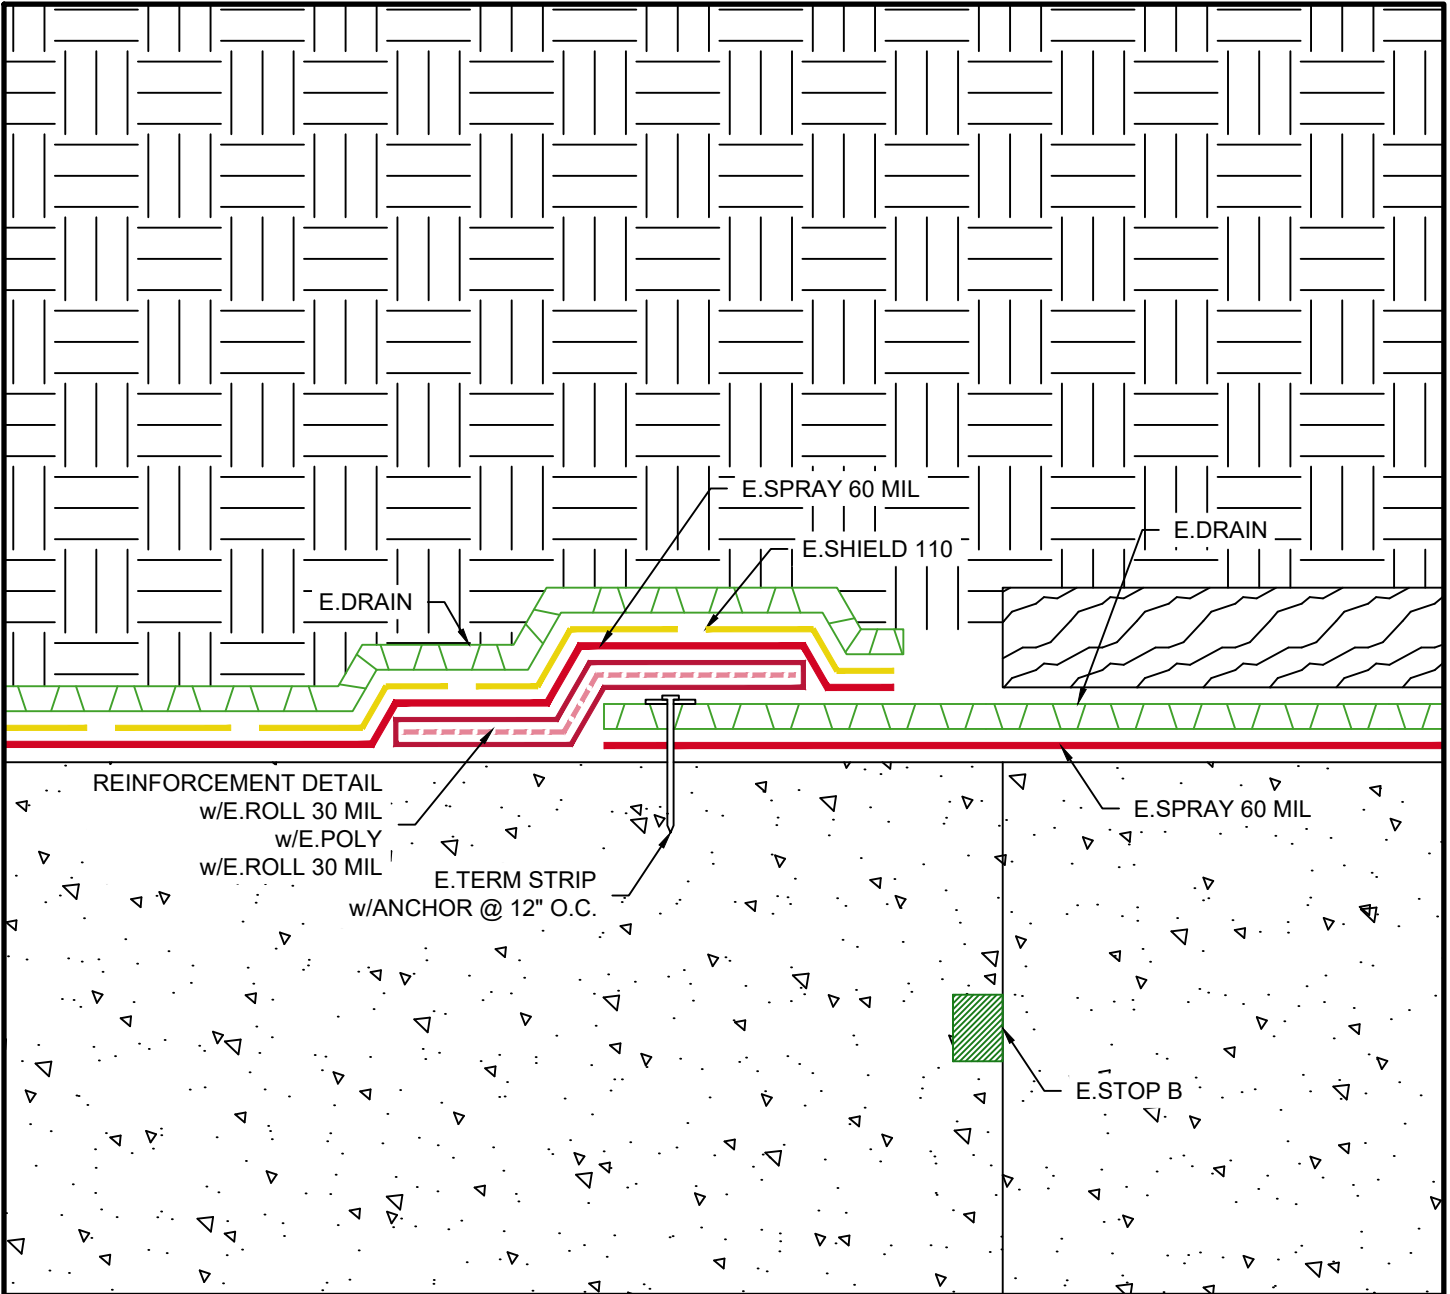 E.SPRAY 60 MIL
E.DRAIN
E.SHIELD 110
E.DRAIN
REINFORCEMENT DETAIL
w/E.ROLL 30 MIL
w/E.POLY
w/E.ROLL 30 MIL
E.SPRAY 60 MIL
E.TERM STRIP
w/ANCHOR @ 12" O.C.
E.STOP B